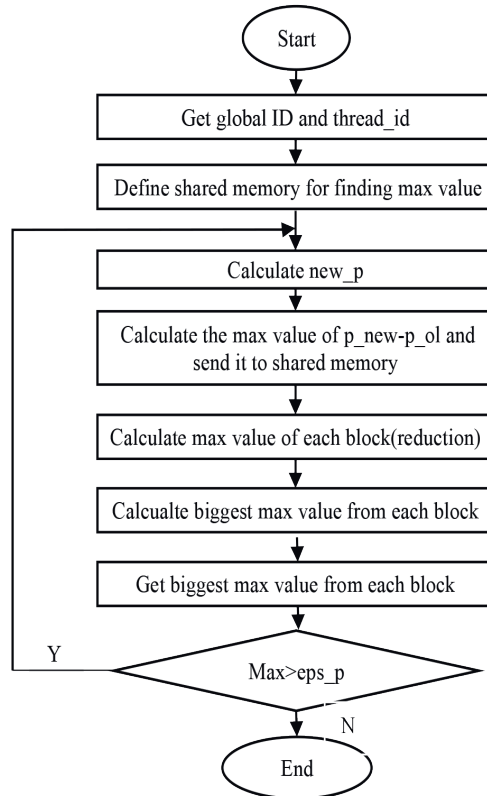 Start
Get global ID and thread_id
Define shared memory for finding max value
Calculate new_p
Calculate the max value of p_new-p_ol and
send it to shared memory
Calculate max value of each block(reduction)
Calcualte biggest max value from each block
Get biggest max value from each block
Y
Max>eps_p
N
End